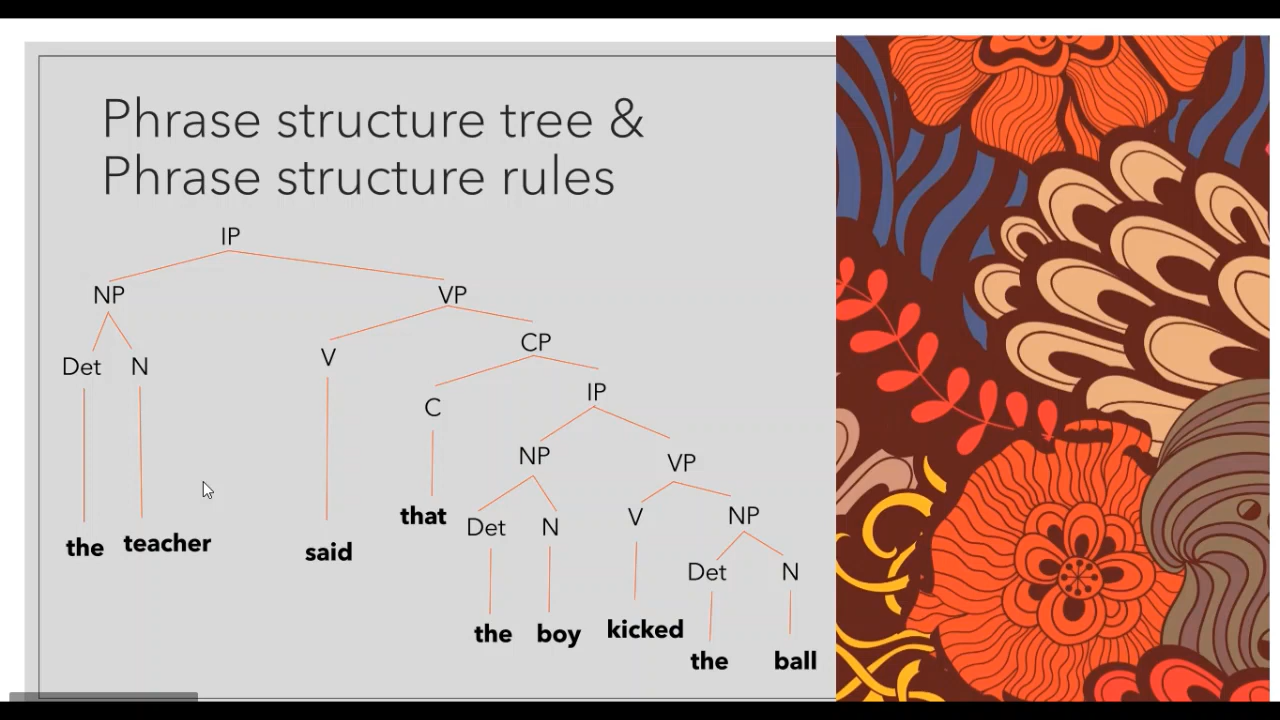 Phrase structure tree &
Phrase structure rules
IP
NP VP
CP
Det N V
IP
C
NP VP
that Det N V NP
the teacher said
Det N
the boy kicked
the ball